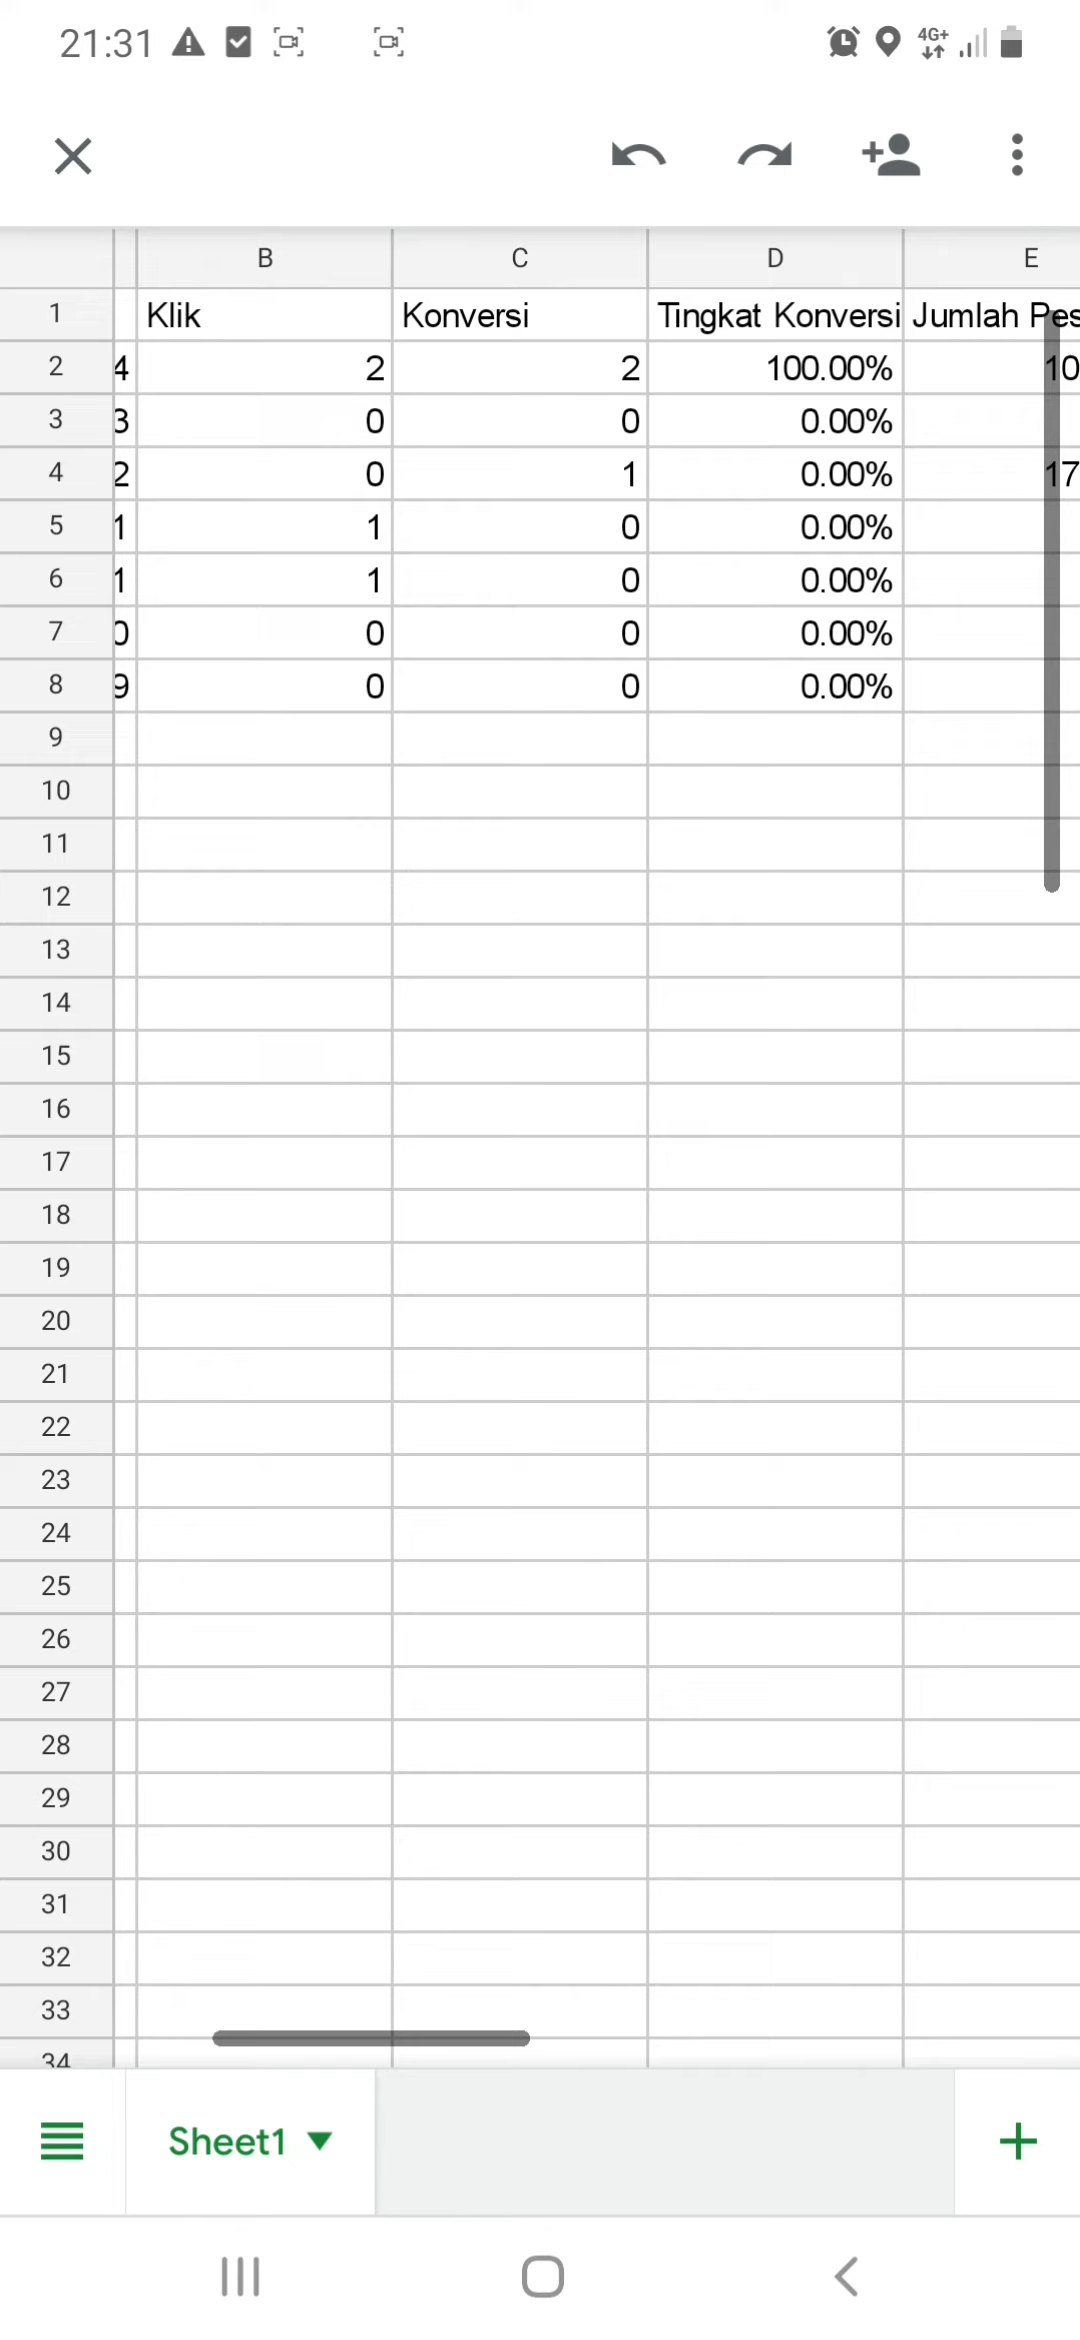 21:31 4G+
B C D E
1 Klik Konversi Tingkat Konversi Jumlah Pes
2 4 2 2 100.00% 10
3 3 0 0 0.00%
4 2 0 1 0.00% 17
5 1 1 0 0.00%
6 1 1 0 0.00%
7 0 0 0 0.00%
8 9 0 0 0.00%
9
10
11
12
13
14
15
16
17
18
19
20
21
22
23
24
25
26
27
28
29
30
31
32
33
34
Sheet1